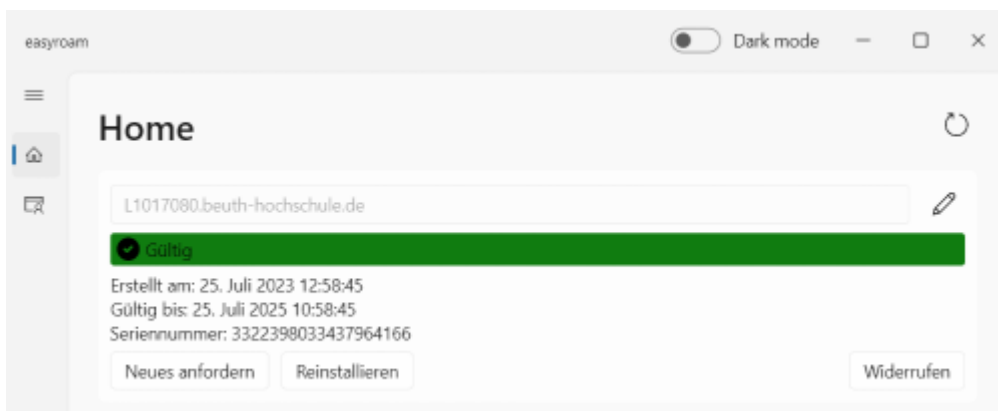 easyroam
Dark mode
Home
L1017080.beuth-hochschule.de
Gültig
Erstellt am: 25. Juli 2023 12:58:45
Gültig bis: 25. Juli 2025 10:58:45
Seriennummer: 3322398033437964166
Neues anfordern
Reinstallieren
Widerrufen